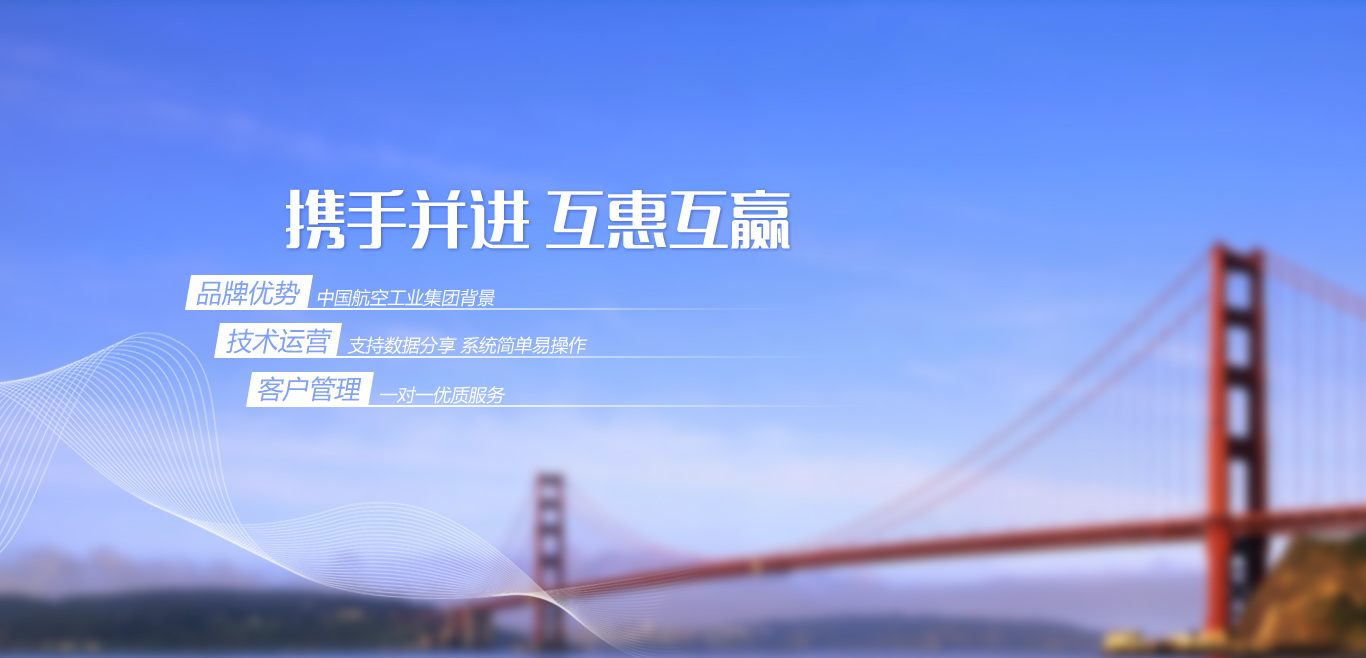 携手并进 互惠互赢
品牌优势 中国航空工业集团背景
技术运营 支持数据分享 系统简单易操作
客户管理 一对一优质服务